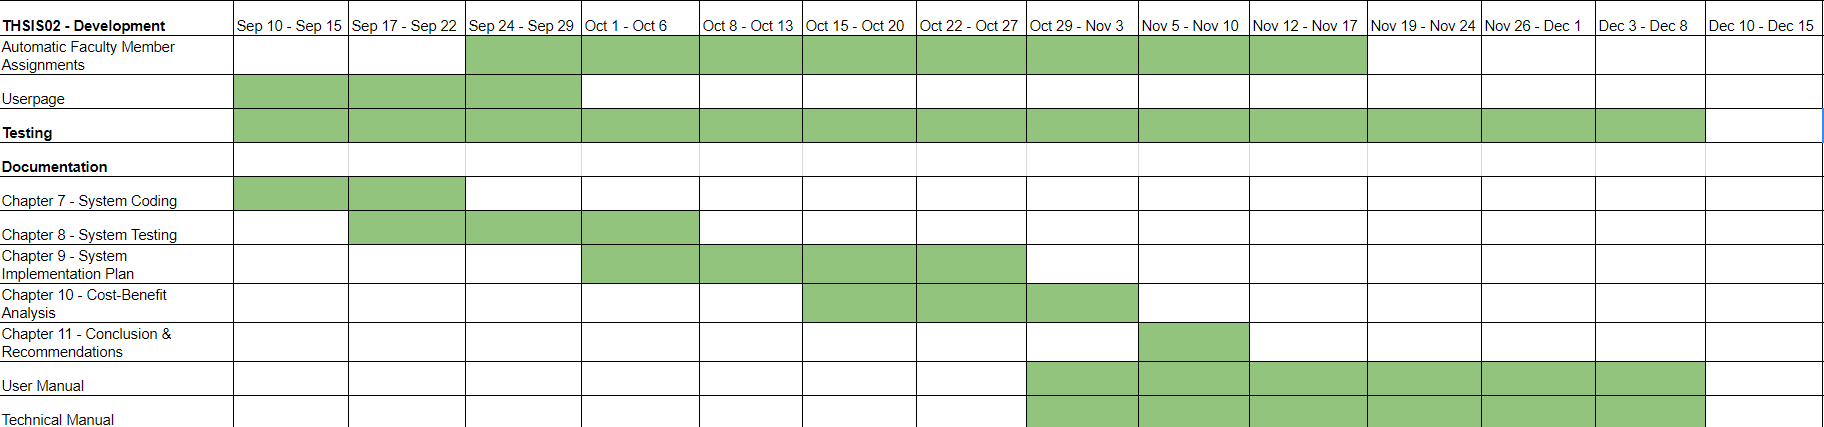 THSIS02 - Development Sep 10 - Sep 15 Sep 17 - Sep 22 Sep 24 - Sep 29 Oct 1 - Oct 6 Oct 8 - Oct 13 Oct 15 - Oct 20 Oct 22 - Oct 27 Oct 29 - Nov 3 Nov 5 - Nov 10 Nov 12 - Nov 17 Nov 19 - Nov 24 Nov 26 - Dec 1 Dec 3 - Dec 8 Dec 10 - Dec 15
Automatic Faculty Member
Assignments
Userpage
Testing
Documentation
Chapter 7 - System Coding
Chapter 8 - System Testing
Chapter 9 - System
Implementation Plan
Chapter 10 - Cost-Benefit
Analysis
Chapter 11 - Conclusion &
Recommendations
User Manual
Technical Manual